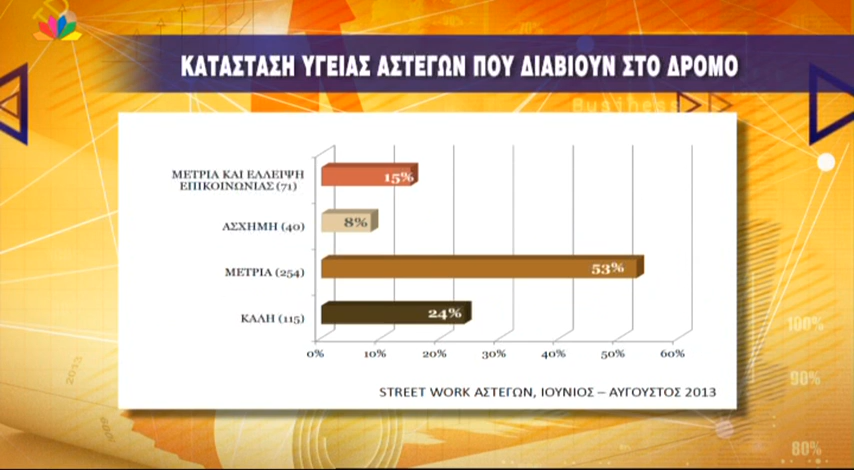 ΚΑΤΑΣΤΑΣΗ ΥΓΕΙΑΣ ΑΣΤΕΓΩΝ ΠΟΥ ΔΙΑΒΙΟΥΝ ΣΤΟ ΔΡΟΜΟ
Business
ΜΕΤΡΙΑ ΚΑΙ ΕΛΛΕΙΨΗ
ΕΠΙΚΟΙΝΩΝΙΑΣ (71)
15%
ΑΣΧΗΜΗ (40)
8%
ΜΕΤΡΙΑ (254)
53%
ΚΑΛΗ (115)
24%
0% 10% 20% 30% 40% 50% 60%
STREET WORK ΑΣΤΕΓΩΝ, ΙΟΥΝΙΟΣ – ΑΥΓΟΥΣΤΟΣ 2013
100%
90%
80%
2013